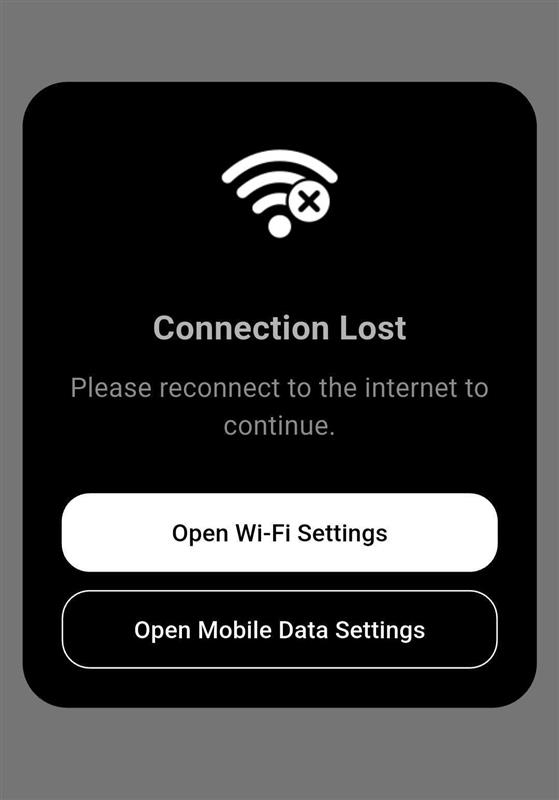 Connection Lost
Please reconnect to the internet to
continue.
Open Wi-Fi Settings
Open Mobile Data Settings